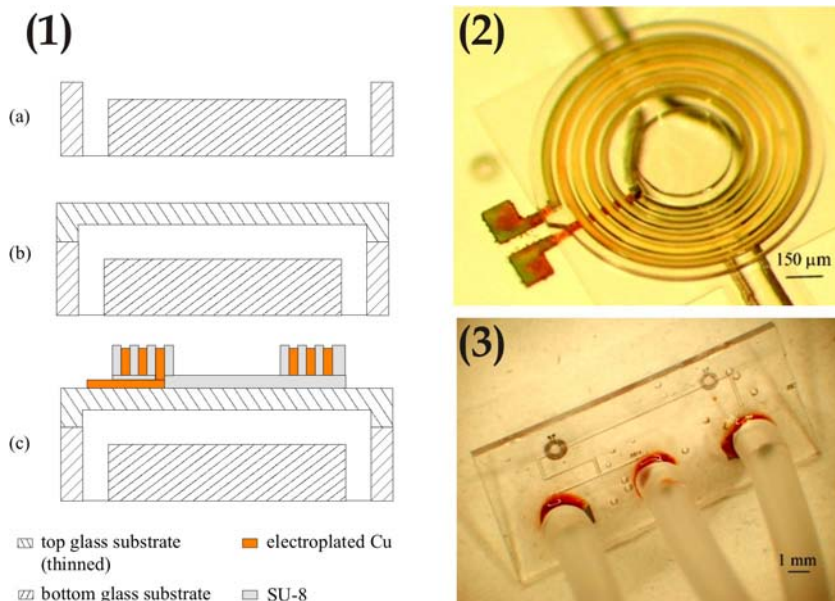 (1)
(a)
(b)
(c)
top glass substrate
(thinned)
electroplated Cu
bottom glass substrate
SU-8
(2)
150 µm
(3)
1 mm